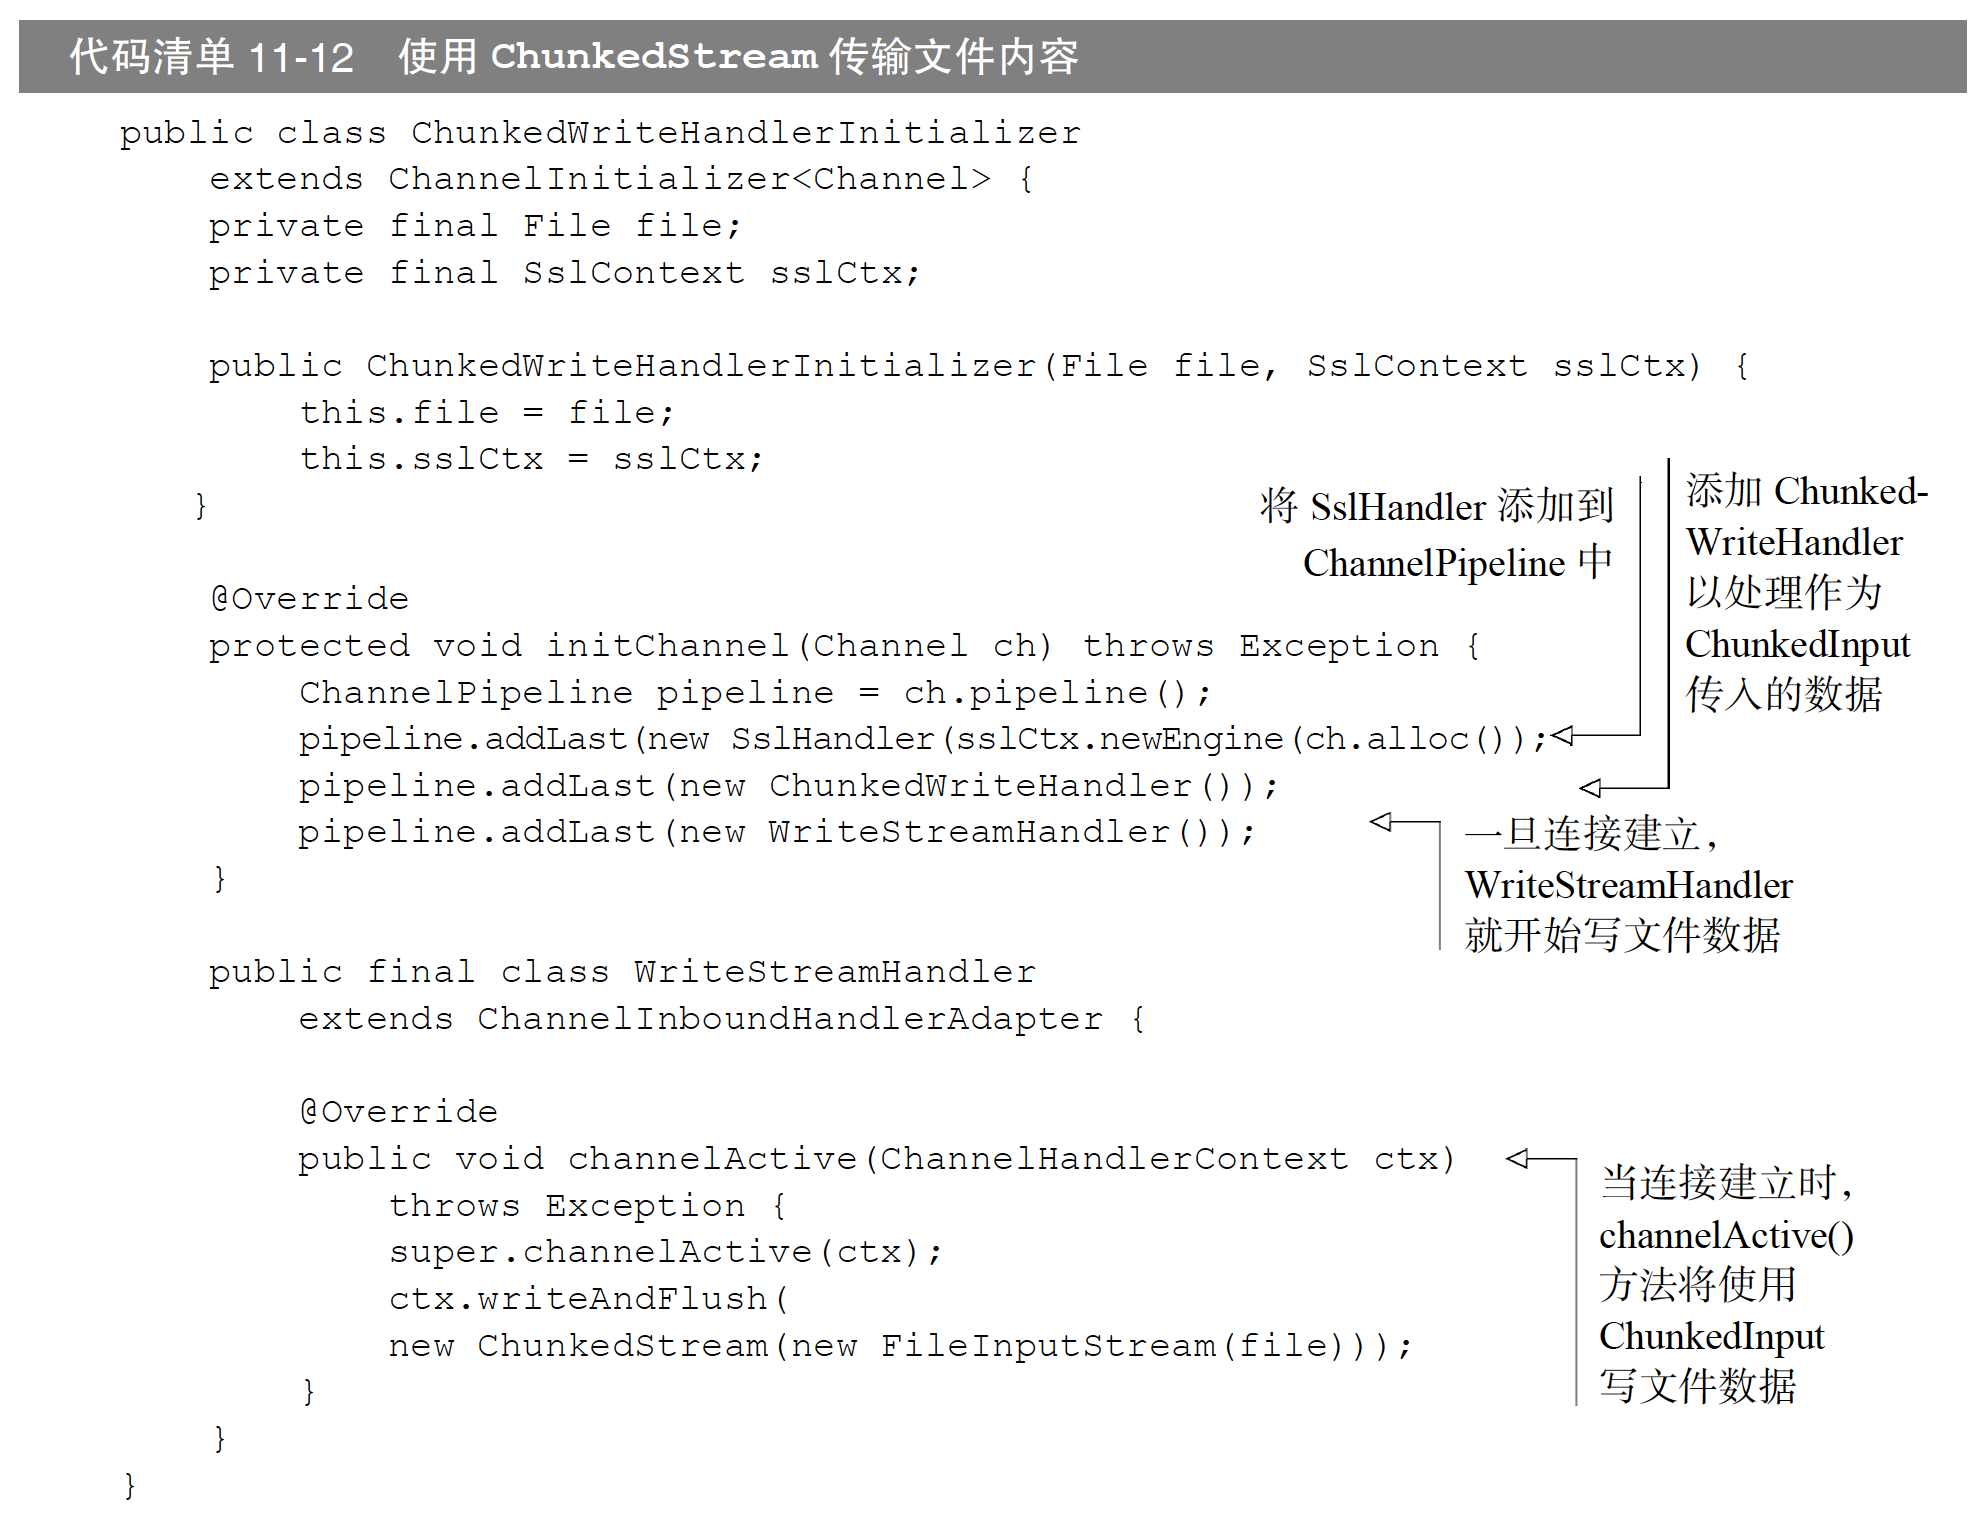 代码清单 11-12 使用 ChunkedStream 传输文件内容
public class ChunkedWriteHandlerInitializer
extends ChannelInitializer<Channel> {
private final File file;
private final SslContext sslCtx;
public ChunkedWriteHandlerInitializer(File file, SslContext sslCtx) {
this.file = file;
this.sslCtx = sslCtx;
}
将 SslHandler 添加到
ChannelPipeline 中
添加 Chunked-
WriteHandler
以处理作为
ChunkedInput
传入的数据
@Override
protected void initChannel(Channel ch) throws Exception {
ChannelPipeline pipeline = ch.pipeline();
pipeline.addLast(new SslHandler(sslCtx.newEngine(ch.alloc());
pipeline.addLast(new ChunkedWriteHandler());
pipeline.addLast(new WriteStreamHandler());
}
一旦连接建立，
WriteStreamHandler
就开始写文件数据
public final class WriteStreamHandler
extends ChannelInboundHandlerAdapter {
@Override
public void channelActive(ChannelHandlerContext ctx)
throws Exception {
super.channelActive(ctx);
ctx.writeAndFlush(
new ChunkedStream(new FileInputStream(file)));
}
}
}
当连接建立时，
channelActive()
方法将使用
ChunkedInput
写文件数据